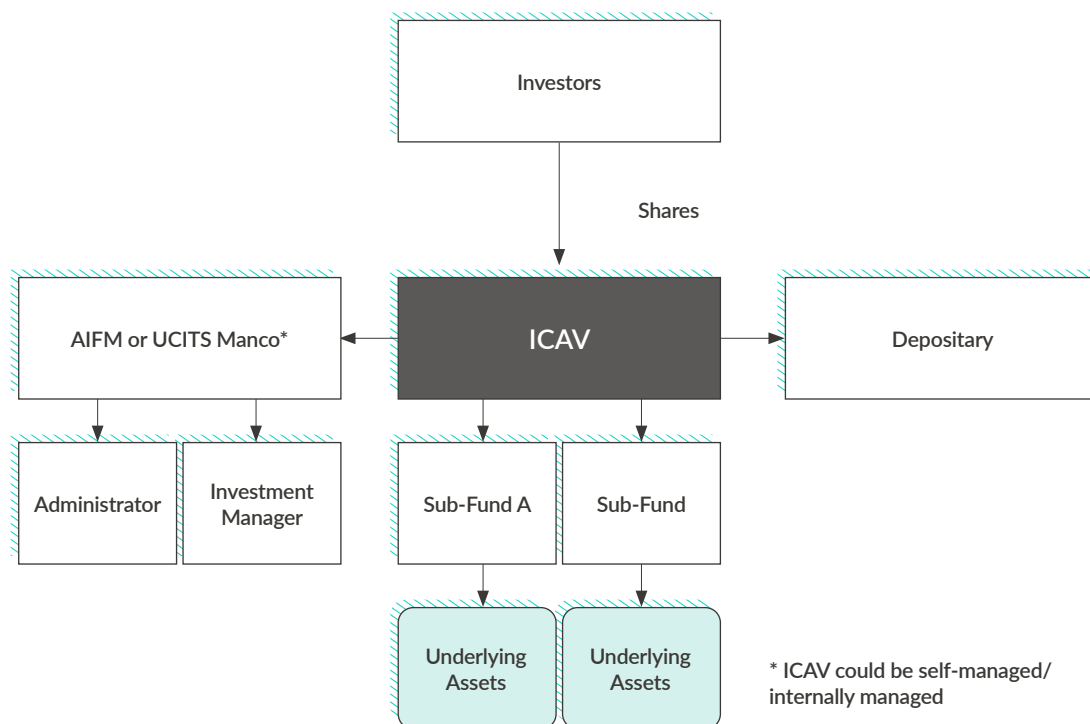 Investors
Shares
AIFM or UCITS Manco*
ICAV
Depositary
Administrator
Investment
Manager
Sub-Fund A
Sub-Fund
Underlying
Assets
Underlying
Assets
* ICAV could be self-managed/
internally managed